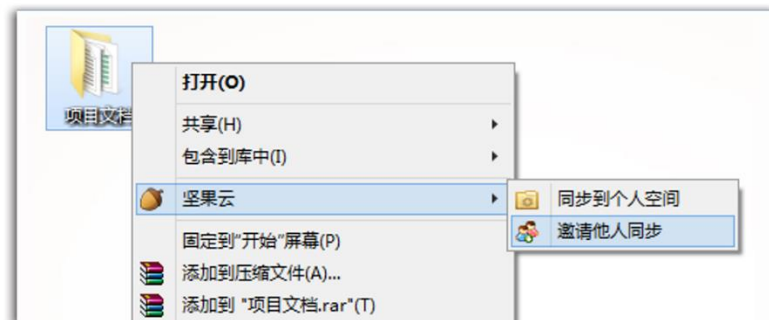 项目文档
打开(O)
共享(H)
包含到库中(I)
坚果云
同步到个人空间
邀请他人同步
固定到"开始"屏幕(P)
添加到压缩文件(A)...
添加到 "项目文档.rar"(T)